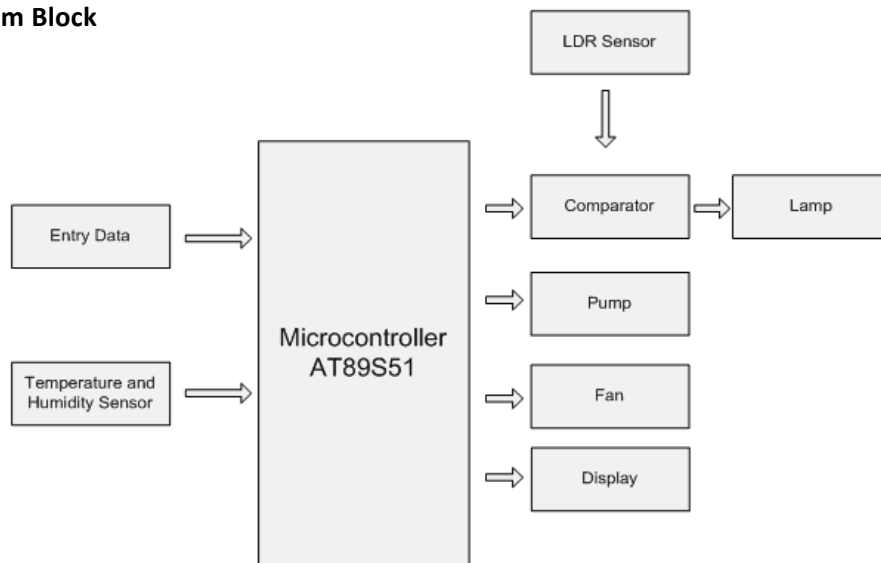 m Block
LDR Sensor
Entry Data
Comparator
Lamp
Pump
Microcontroller
AT89S51
Temperature and
Humidity Sensor
Fan
Display